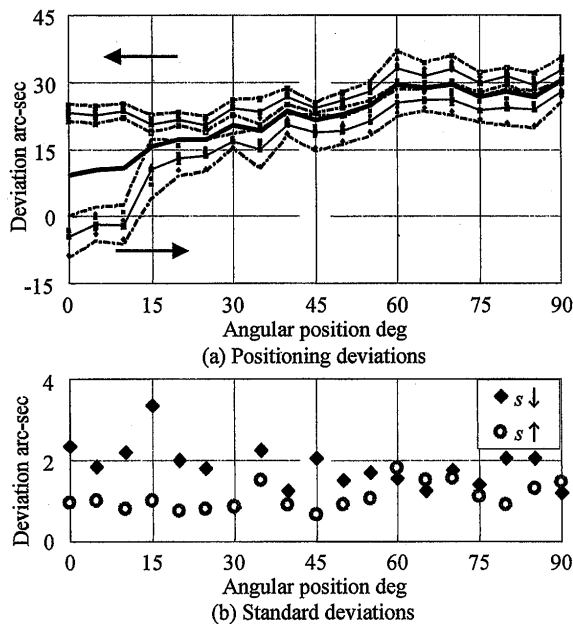 45
30
15
0
-15
Deviation arc-sec
0 15 30 45 60 75 90
Angular position deg
(a) Positioning deviations
4
2
0
Deviation arc-sec
s ↓
s ↑
0 15 30 45 60 75 90
Angular position deg
(b) Standard deviations